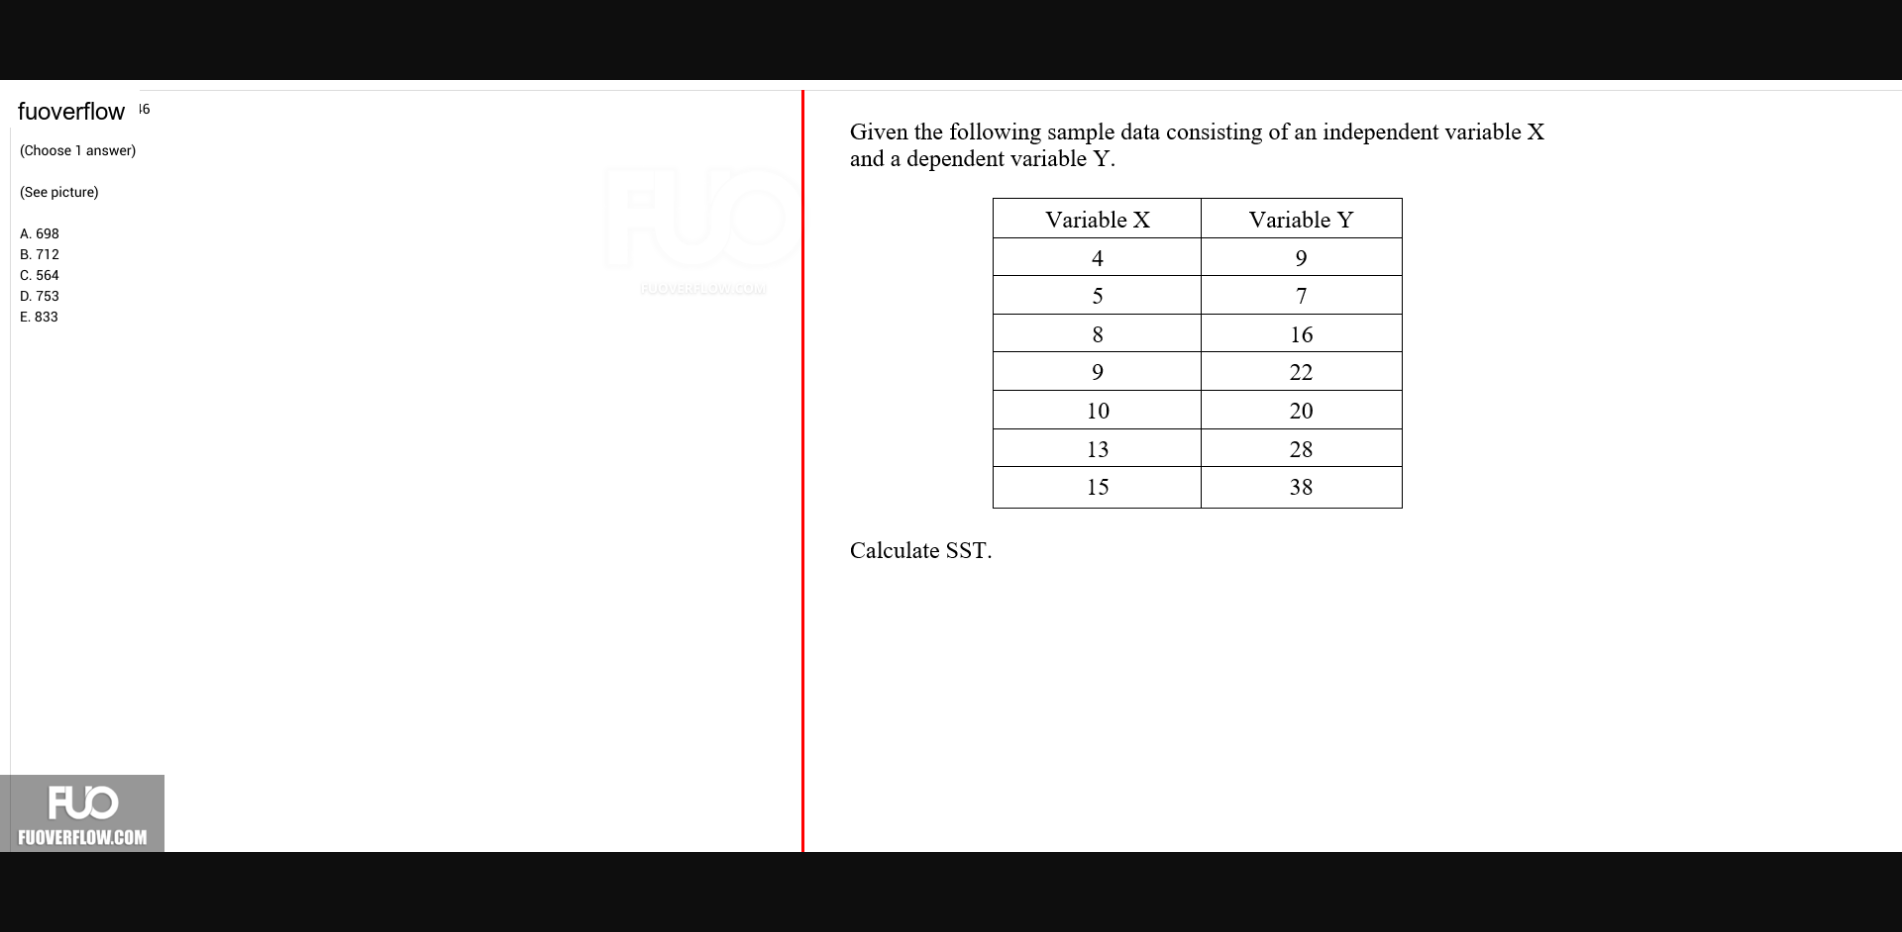 fuoverflow 46
(Choose 1 answer)
(See picture)
A. 698
B. 712
C. 564
D. 753
E. 833
FUO
FUOVERFLOW.COM
Given the following sample data consisting of an independent variable X
and a dependent variable Y.
Variable X Variable Y
4 9
5 7
8 16
9 22
10 20
13 28
15 38
Calculate SST.
FUO
FUOVERFLOW.COM